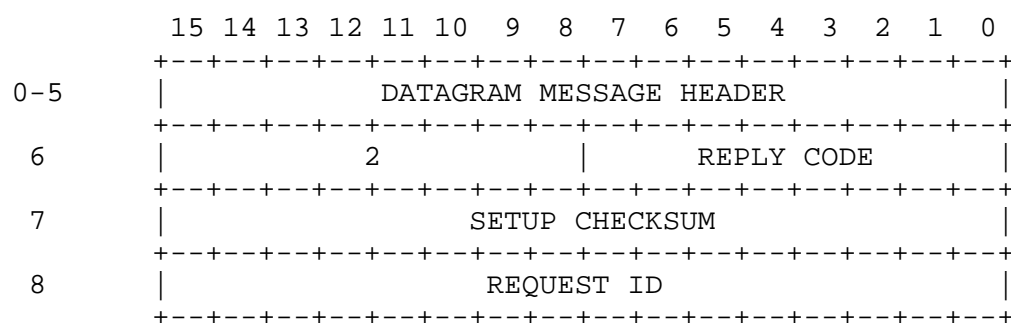 15 14 13 12 11 10 9 8 7 6 5 4 3 2 1 0
+--+--+--+--+--+--+--+--+--+--+--+--+--+--+--+--+
0-5 | DATAGRAM MESSAGE HEADER |
+--+--+--+--+--+--+--+--+--+--+--+--+--+--+--+--+
6 | 2 | REPLY CODE |
+--+--+--+--+--+--+--+--+--+--+--+--+--+--+--+--+
7 | SETUP CHECKSUM |
+--+--+--+--+--+--+--+--+--+--+--+--+--+--+--+--+
8 | REQUEST ID |
+--+--+--+--+--+--+--+--+--+--+--+--+--+--+--+--+